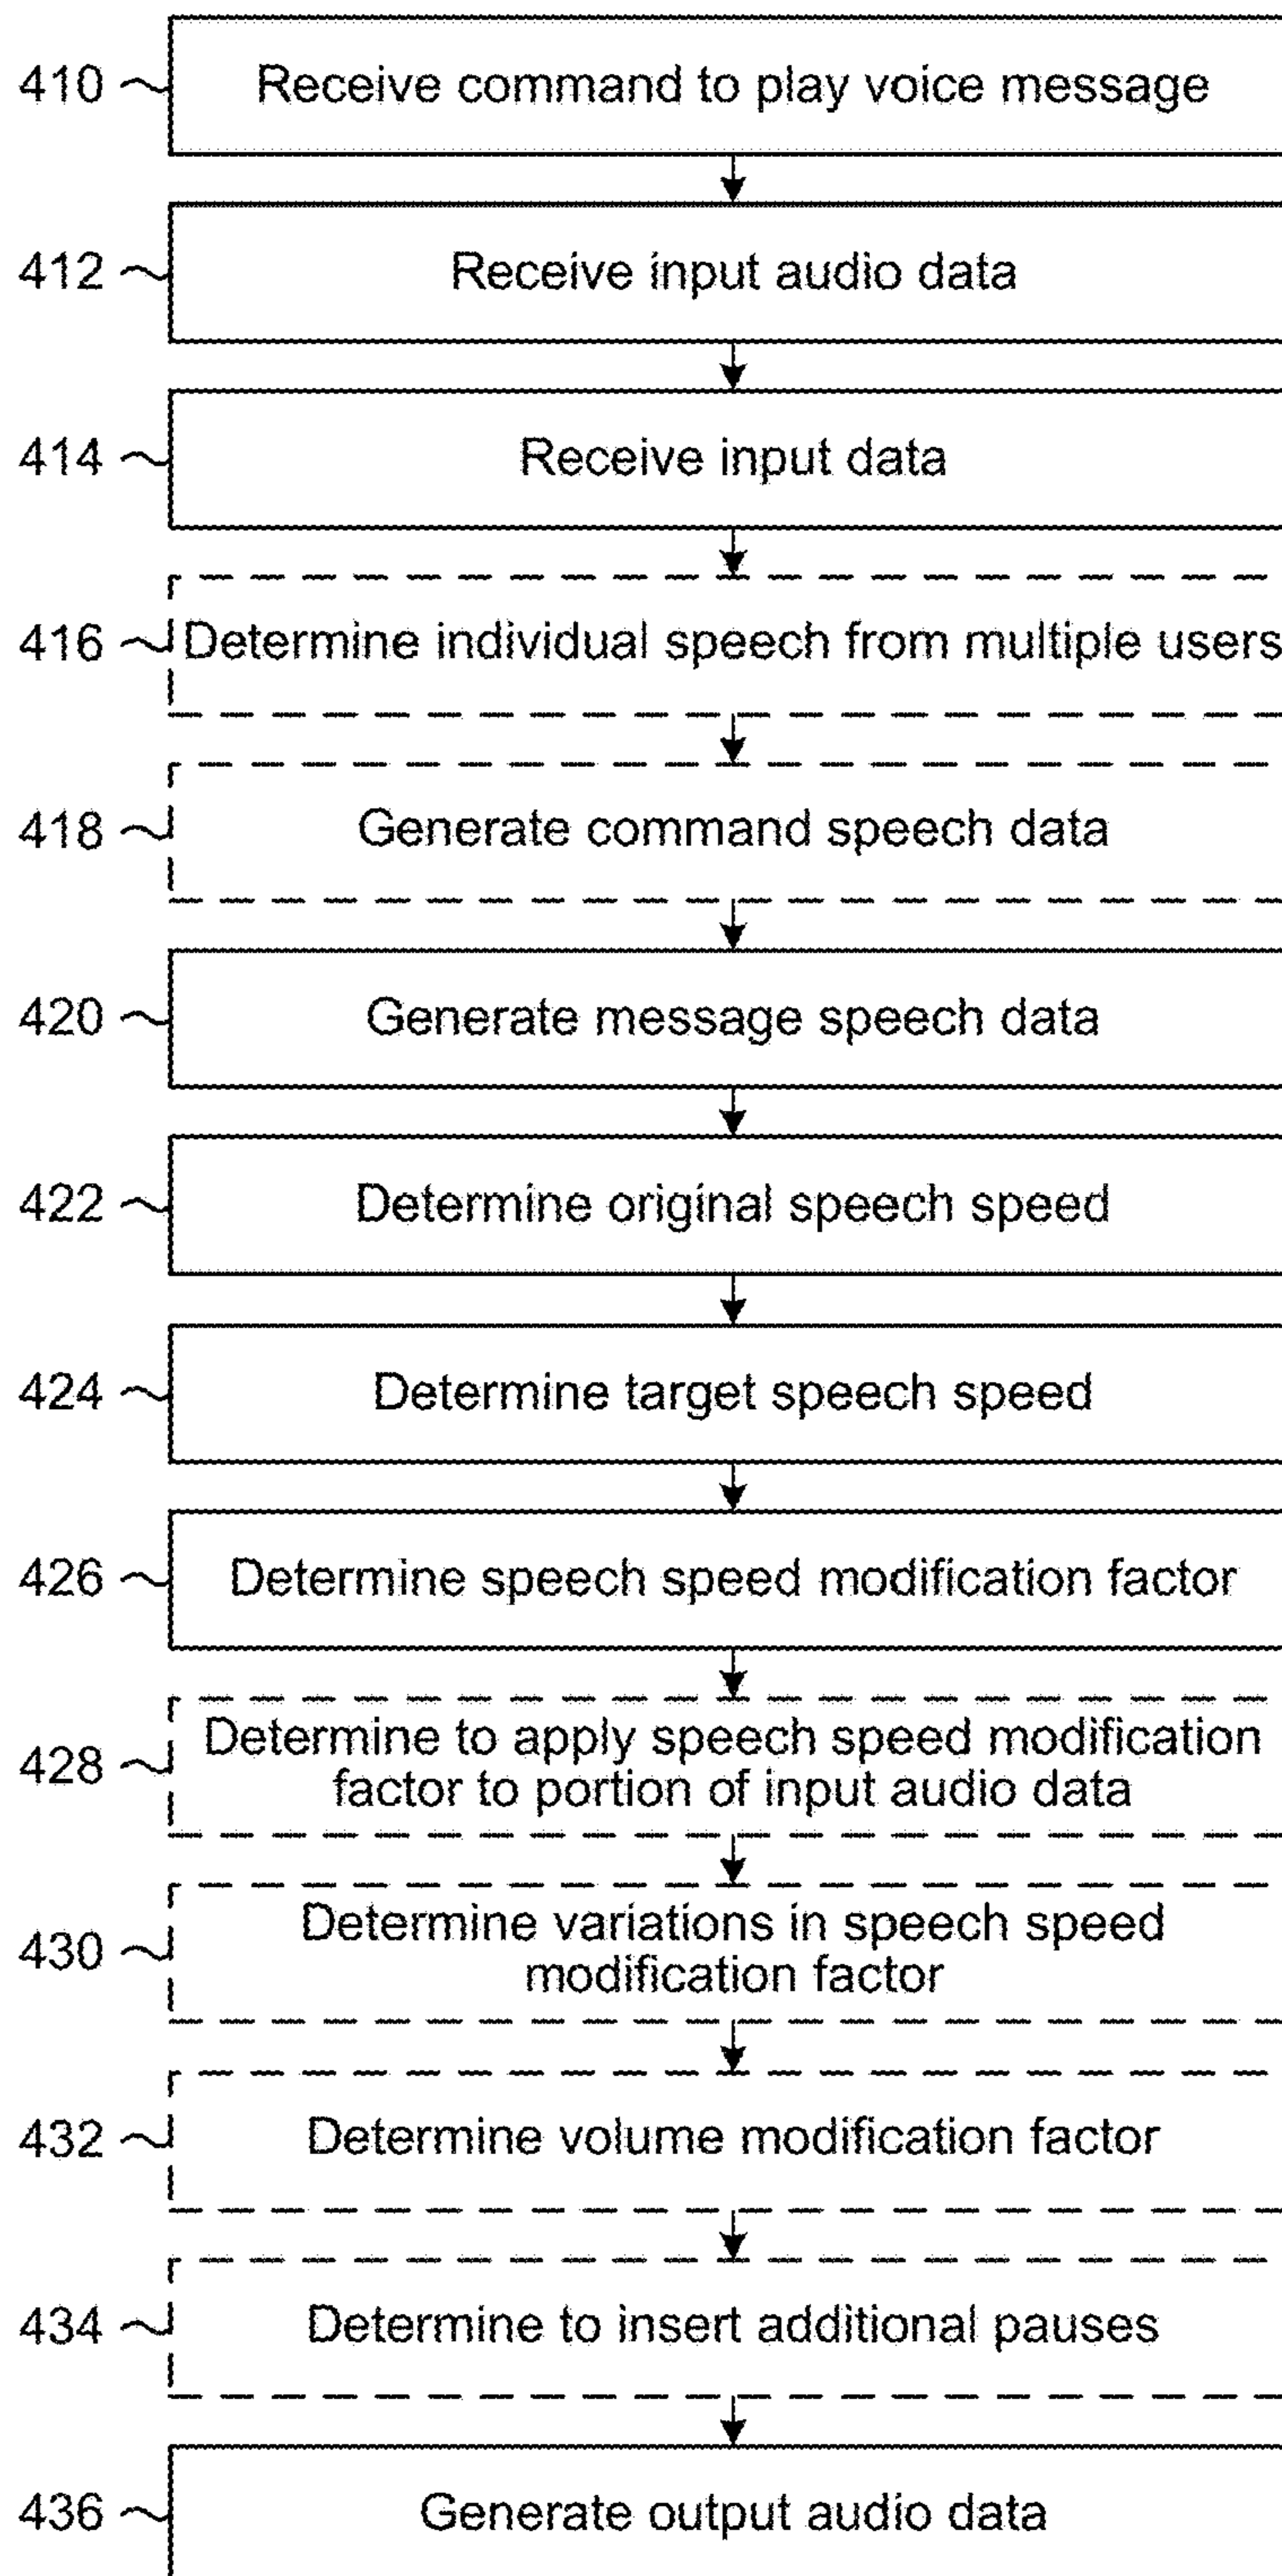 410 Receive command to play voice message
412 Receive input audio data
414 Receive input data
416 Determine individual speech from multiple users
418 Generate command speech data
420 Generate message speech data
422 Determine original speech speed
424 Determine target speech speed
426 Determine speech speed modification factor
428 Determine to apply speech speed modification
factor to portion of input audio data
430 Determine variations in speech speed
modification factor
432 Determine volume modification factor
434 Determine to insert additional pauses
436 Generate output audio data